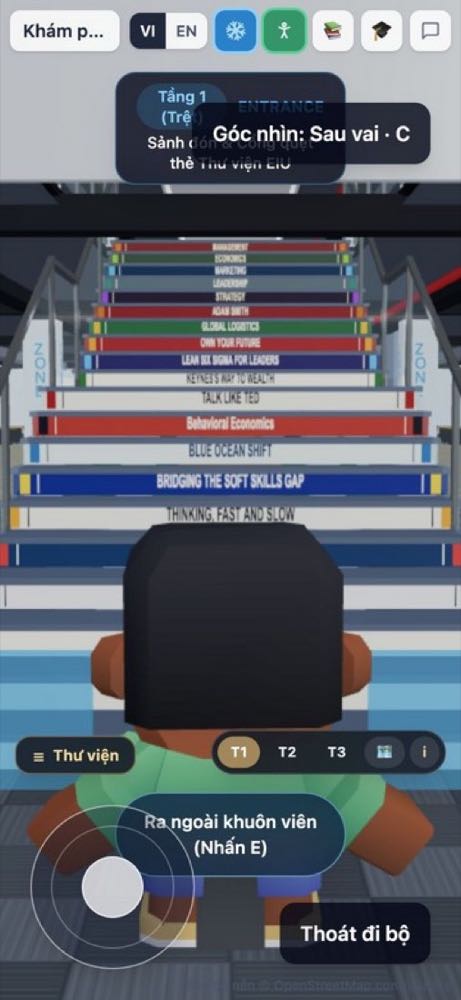 Khám p...
VI
EN
Tầng 1
(Trệt)
ENTRANCE
Góc nhìn: Sau vai · C
Sảnh đón & Cổng quẹt
thẻ Thư viện EIU
MANAGEMENT
ECONOMICS
MARKETING
LEADERSHIP
STRATEGY
ADAM SMITH
GLOBAL LOGISTICS
OWN YOUR FUTURE
LEAN SIX SIGMA FOR LEADERS
KEYNES'S WAY TO WEALTH
TALK LIKE TED
Behavioral Economics
BLUE OCEAN SHIFT
BRIDGING THE SOFT SKILLS GAP
THINKING, FAST AND SLOW
ZONE
ZONE
≡ Thư viện
T1
T2
T3
i
Ra ngoài khuôn viên
(Nhấn E)
Thoát đi bộ
© OpenStreetMap.com